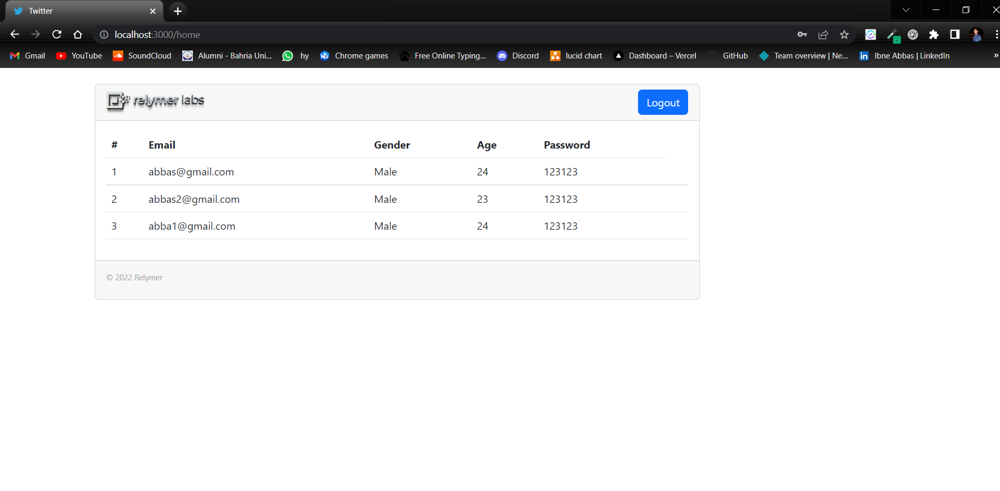 Twitter
localhost:3000/home
Gmail YouTube SoundCloud Alumni - Bahria Uni... hy Chrome games Free Online Typing... Discord lucid chart Dashboard – Vercel GitHub Team overview | Ne... Ibne Abbas | LinkedIn »
relymer labs Logout
# Email Gender Age Password
1 abbas@gmail.com Male 24 123123
2 abbas2@gmail.com Male 23 123123
3 abba1@gmail.com Male 24 123123
© 2022 Relymer